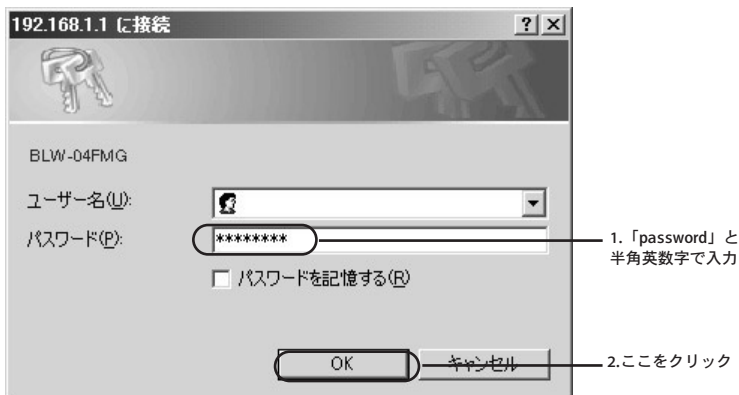 192.168.1.1 に接続
BLW-04FMG
ユーザー名(U):
パスワード(P):
********
1.「password」と
半角英数字で入力
パスワードを記憶する(R)
OK
キャンセル
2.ここをクリック